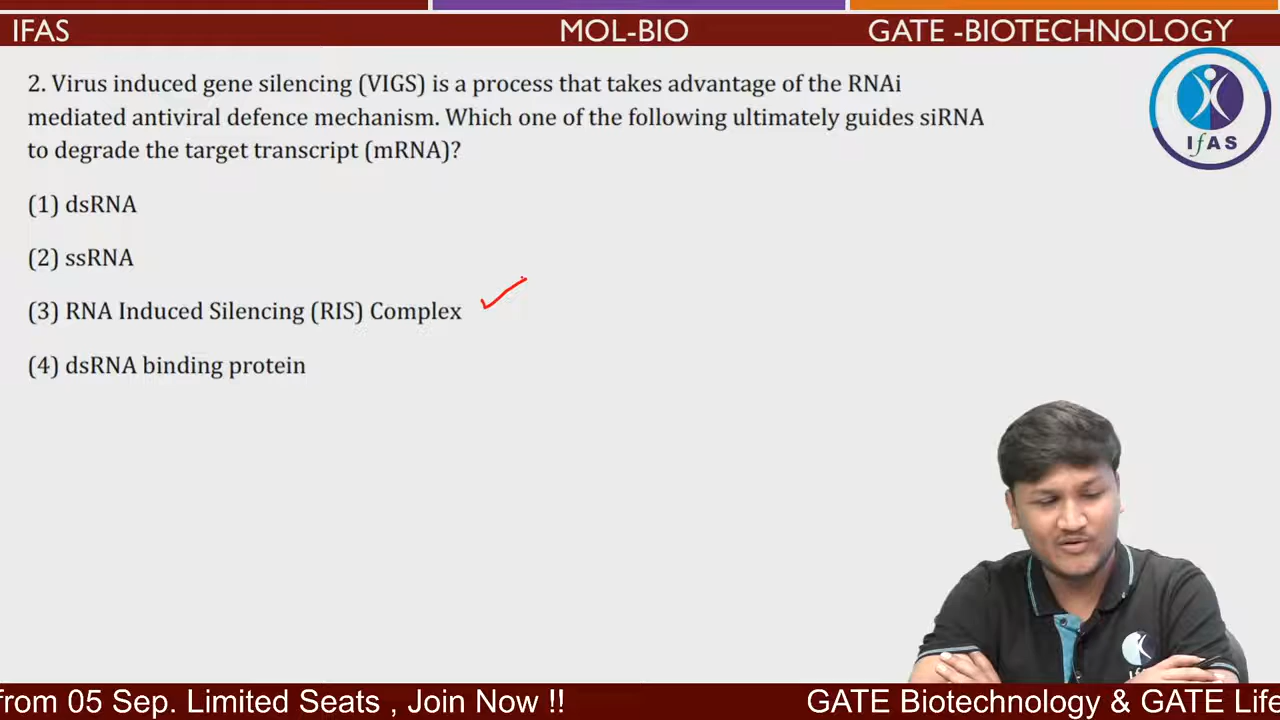 IFAS MOL-BIO GATE -BIOTECHNOLOGY
2. Virus induced gene silencing (VIGS) is a process that takes advantage of the RNAi
mediated antiviral defence mechanism. Which one of the following ultimately guides siRNA
to degrade the target transcript (mRNA)?
IfAS
(1) dsRNA
(2) ssRNA
(3) RNA Induced Silencing (RIS) Complex
(4) dsRNA binding protein
from 05 Sep. Limited Seats , Join Now !! GATE Biotechnology & GATE Life